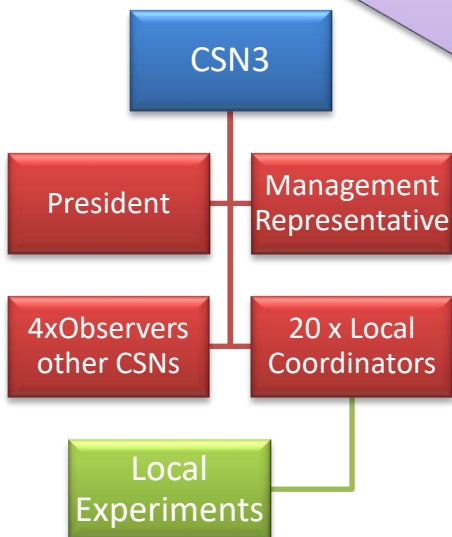 CSN3
President
Management
Representative
4xObservers
other CSNs
20 x Local
Coordinators
Local
Experiments